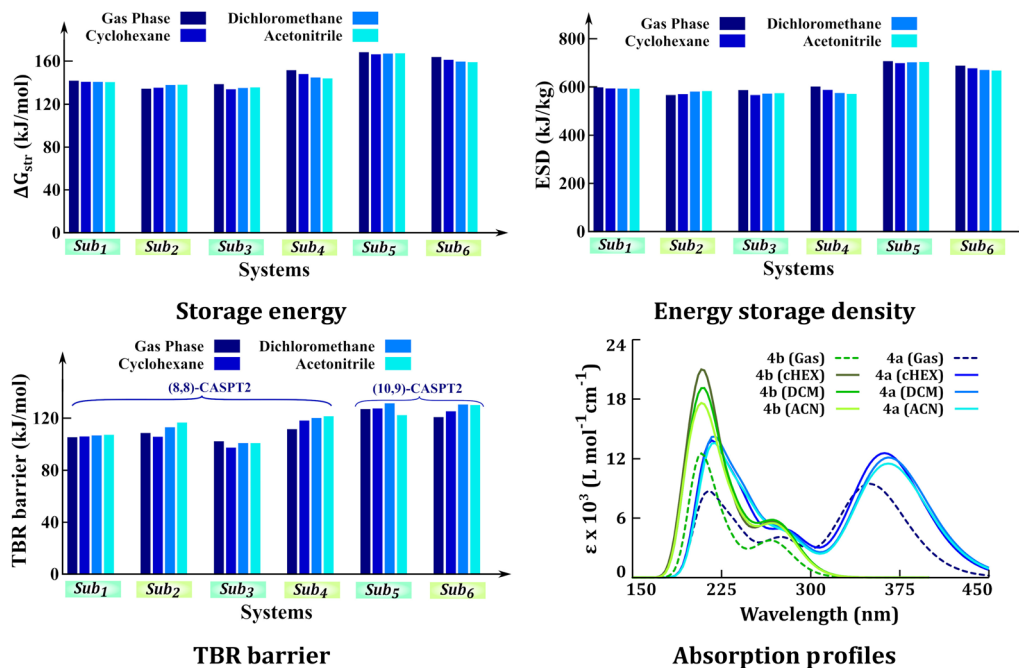 Gas Phase
Dichloromethane
Cyclohexane
Acetonitrile
ΔG_str (kJ/mol)
160
120
80
40
0
Sub1 Sub2 Sub3 Sub4 Sub5 Sub6
Systems
Storage energy
Gas Phase
Dichloromethane
Cyclohexane
Acetonitrile
ESD (kJ/kg)
800
600
400
200
0
Sub1 Sub2 Sub3 Sub4 Sub5 Sub6
Systems
Energy storage density
Gas Phase
Dichloromethane
Cyclohexane
Acetonitrile
(8,8)-CASPT2
(10,9)-CASPT2
TBR barrier (kJ/mol)
160
120
80
40
0
Sub1 Sub2 Sub3 Sub4 Sub5 Sub6
Systems
TBR barrier
4b (Gas) 4a (Gas)
4b (cHEX) 4a (cHEX)
4b (DCM) 4a (DCM)
4b (ACN) 4a (ACN)
ε x 10³ (L mol⁻¹cm⁻¹)
24
18
12
6
0
150 225 300 375 450
Wavelength (nm)
Absorption profiles